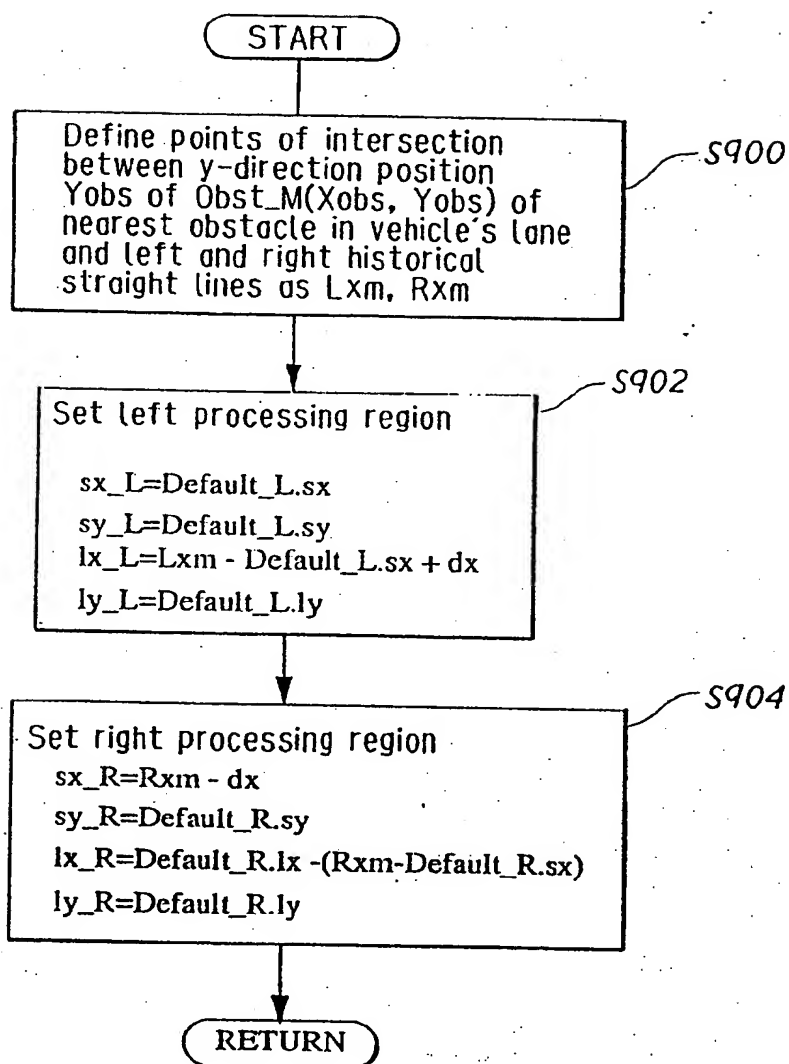 START
Define points of intersection
between y-direction position
Yobs of Obst_M(Xobs, Yobs) of
nearest obstacle in vehicle's lane
and left and right historical
straight lines as Lxm, Rxm
S900
Set left processing region
S902
sx_L=Default_L.sx
sy_L=Default_L.sy
lx_L=Lxm - Default_L.sx + dx
ly_L=Default_L.ly
Set right processing region
S904
sx_R=Rxm - dx
sy_R=Default_R.sy
lx_R=Default_R.lx -(Rxm-Default_R.sx)
ly_R=Default_R.ly
RETURN